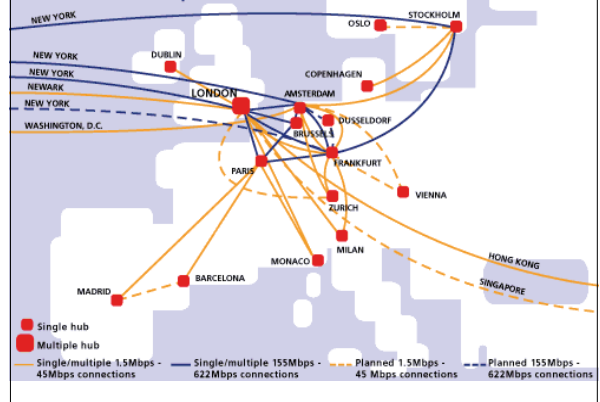 NEW YORK
STOCKHOLM
OSLO
NEW YORK
DUBLIN
NEW YORK
COPENHAGEN
NEWARK
LONDON
AMSTERDAM
NEW YORK
WASHINGTON, D.C.
DUSSELDORF
BRUSSELS
PARIS
FRANKFURT
VIENNA
ZURICH
MILAN
MONACO
HONG KONG
BARCELONA
SINGAPORE
MADRID
Single hub
Multiple hub
Single/multiple 1.5Mbps -
45Mbps connections
Single/multiple 155Mbps -
622Mbps connections
Planned 1.5Mbps -
45 Mbps connections
Planned 155Mbps -
622Mbps connections